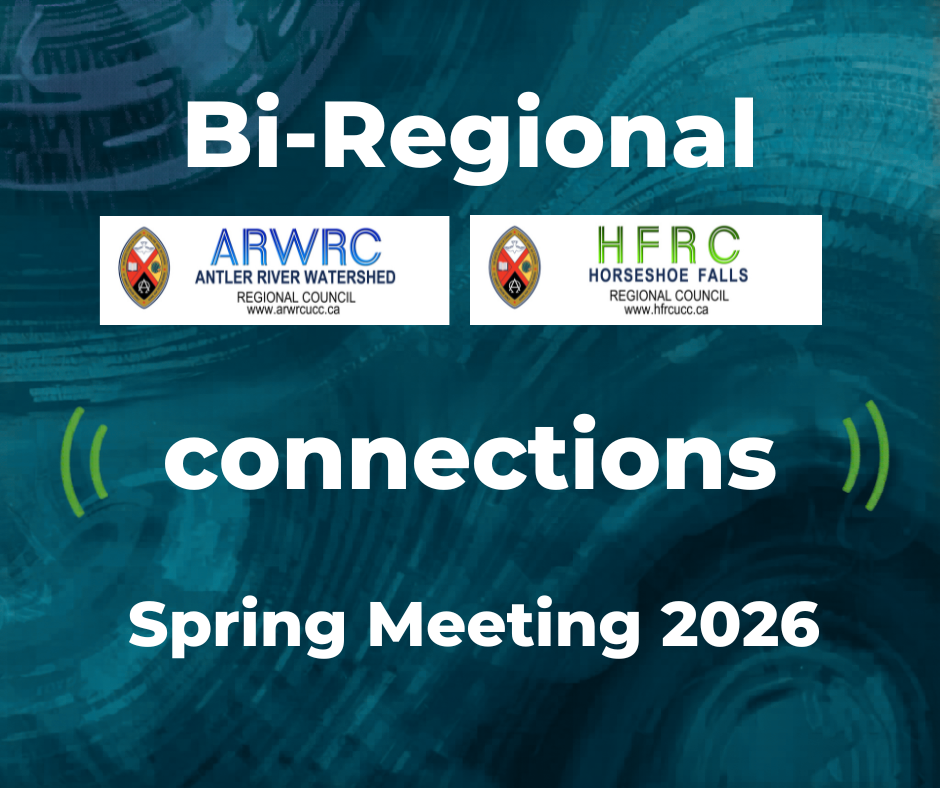 Bi-Regional
ARWRC
ANTLER RIVER WATERSHED
REGIONAL COUNCIL
www.arwrcucc.ca
HFRC
HORSESHOE FALLS
REGIONAL COUNCIL
www.hfrcucc.ca
connections
Spring Meeting 2026